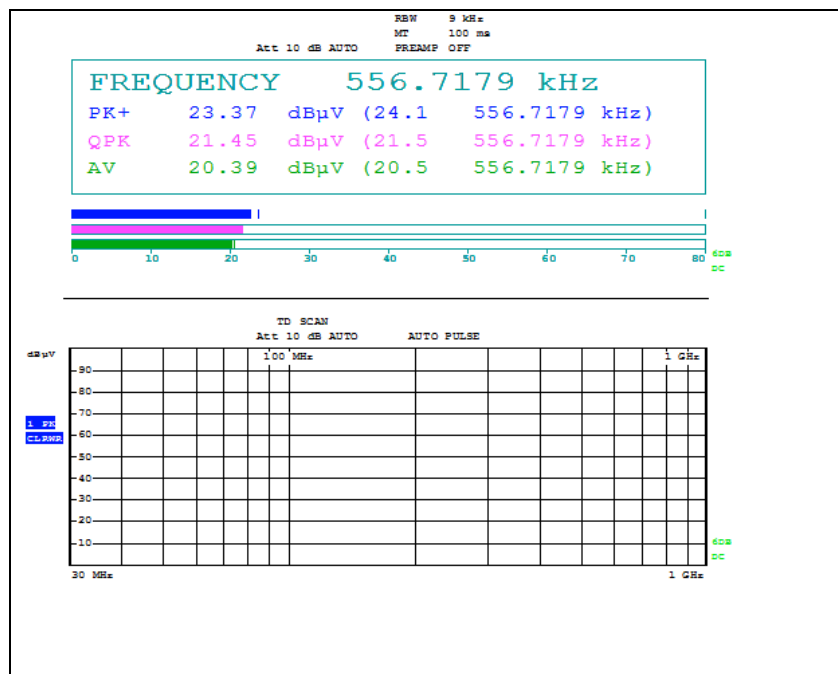 RBW 9 kHz
MT 100 ms
Att 10 dB AUTO PREAMP OFF
FREQUENCY 556.7179 kHz
PK+ 23.37 dBµV (24.1 556.7179 kHz)
QPK 21.45 dBµV (21.5 556.7179 kHz)
AV 20.39 dBµV (20.5 556.7179 kHz)
0 10 20 30 40 50 60 70 80
6DB
DC
TD SCAN
Att 10 dB AUTO AUTO PULSE
dBµV
100 MHz 1 GHz
90
80
70
1 PK
60
CLRWR
50
40
30
20
10
6DB
DC
30 MHz 1 GHz